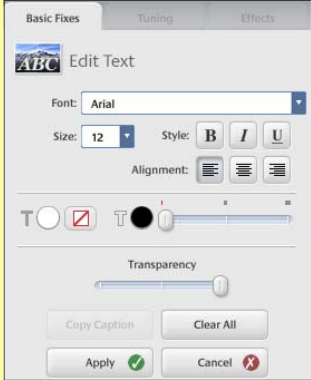 Basic Fixes Tuning Effects
ABC Edit Text
Font: Arial
Size: 12 Style: B I U
Alignment:
T T
Transparency
Copy Caption Clear All
Apply Cancel